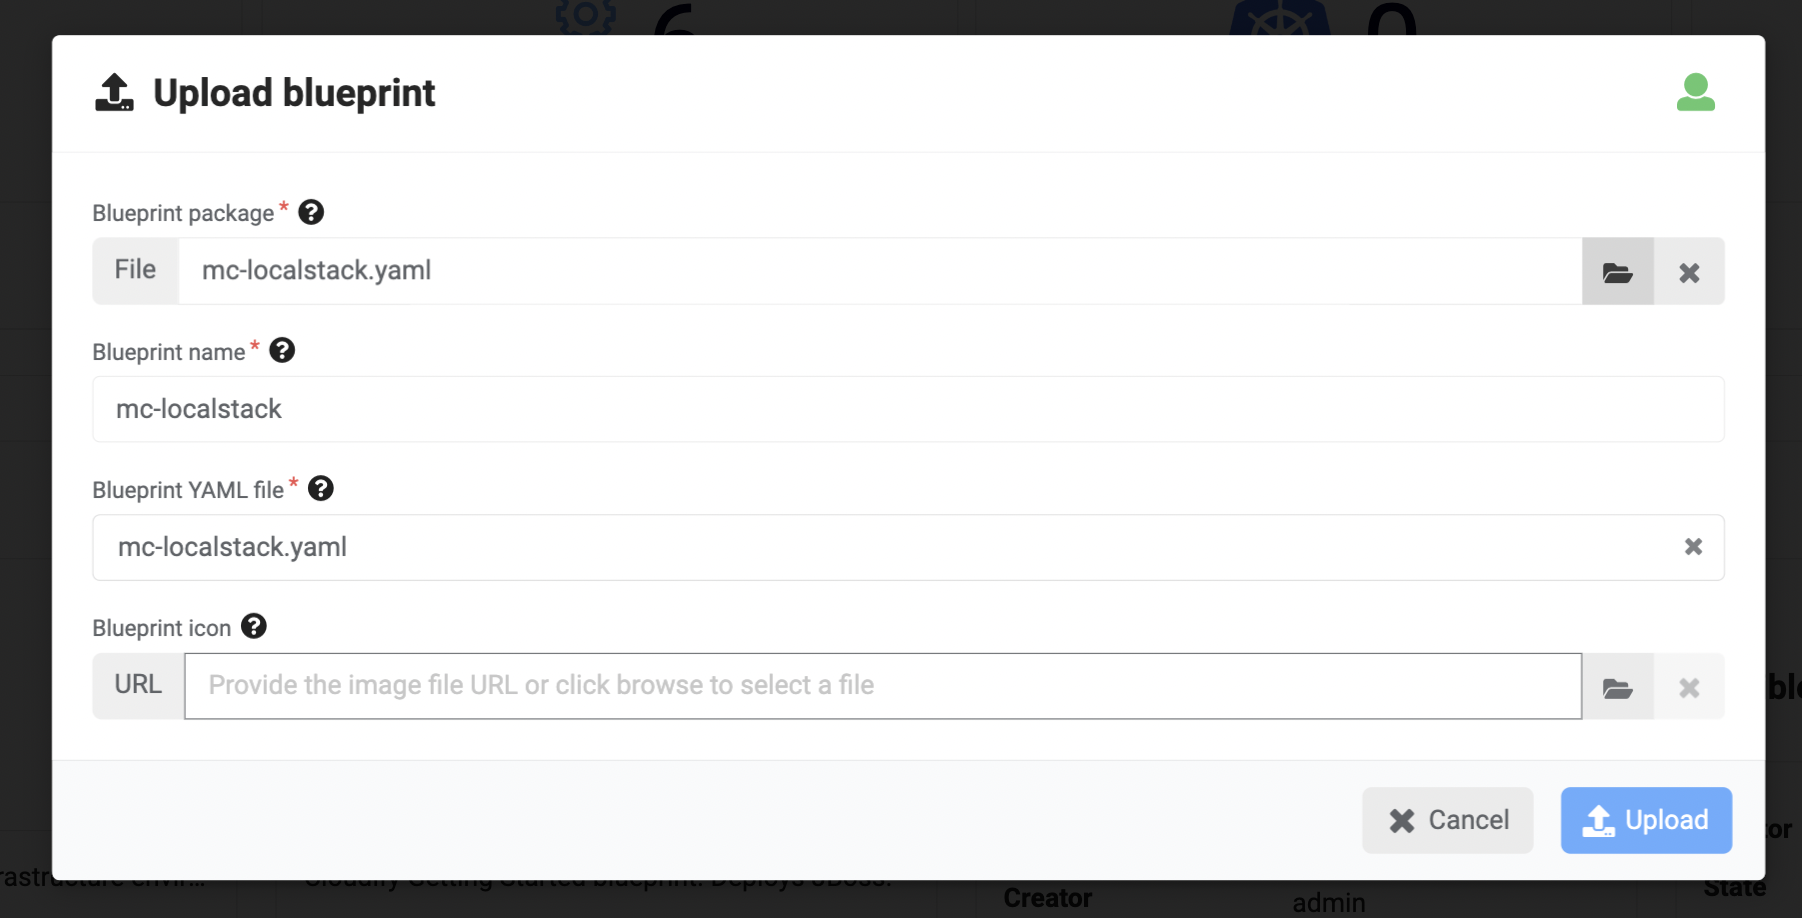 6
Upload blueprint
Blueprint package *
File
mc-localstack.yaml
Blueprint name *
mc-localstack
Blueprint YAML file *
mc-localstack.yaml
Blueprint icon
URL
Provide the image file URL or click browse to select a file
Cancel
Upload
Creator
admin
State